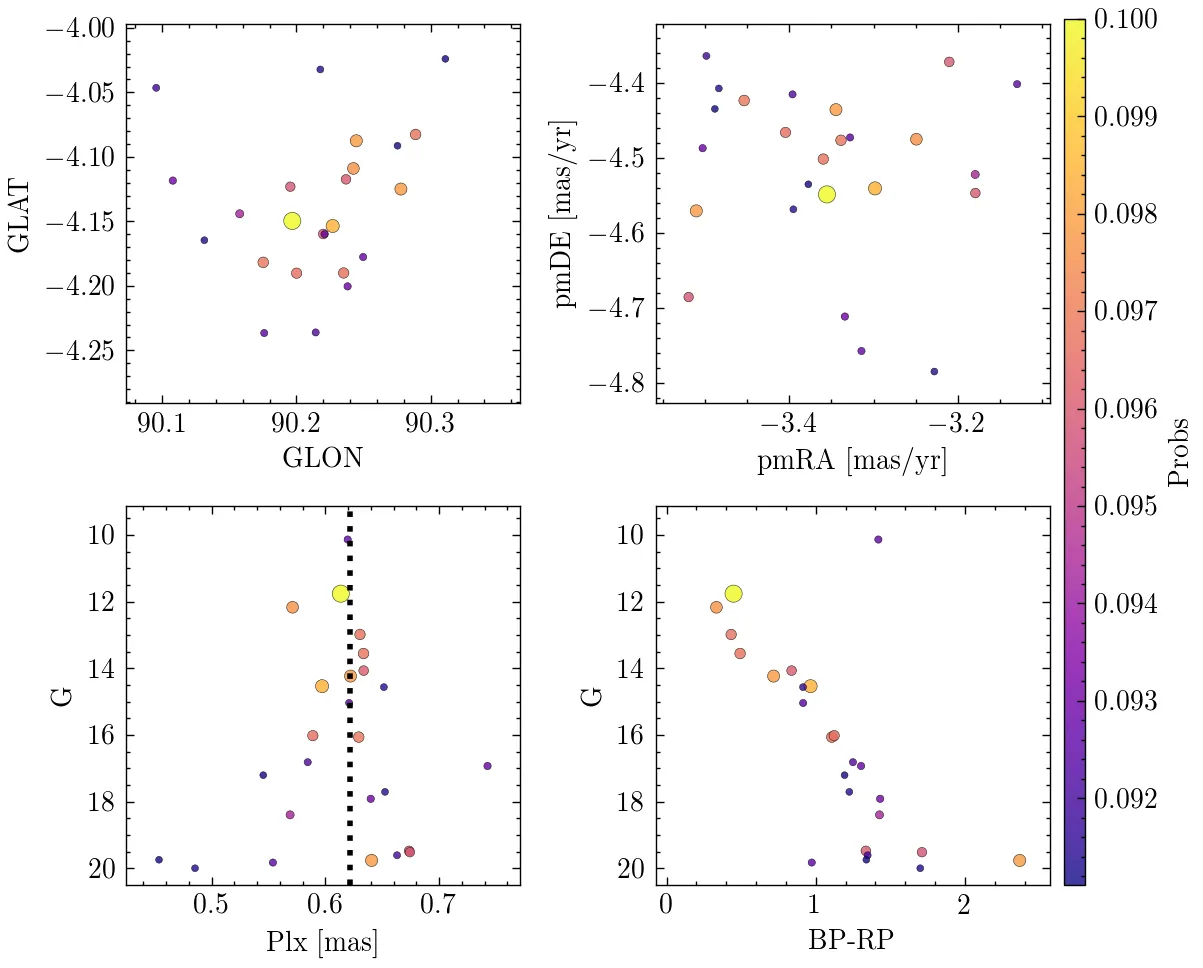 −4.00
−4.05
−4.10
−4.15
−4.20
−4.25
GLAT
90.1 90.2 90.3
GLON
−4.4
−4.5
−4.6
−4.7
−4.8
pmDE [mas/yr]
−3.4 −3.2
pmRA [mas/yr]
10
12
14
16
18
20
G
0.5 0.6 0.7
Plx [mas]
10
12
14
16
18
20
G
0 1 2
BP-RP
0.100
0.099
0.098
0.097
0.096
0.095
0.094
0.093
0.092
Probs